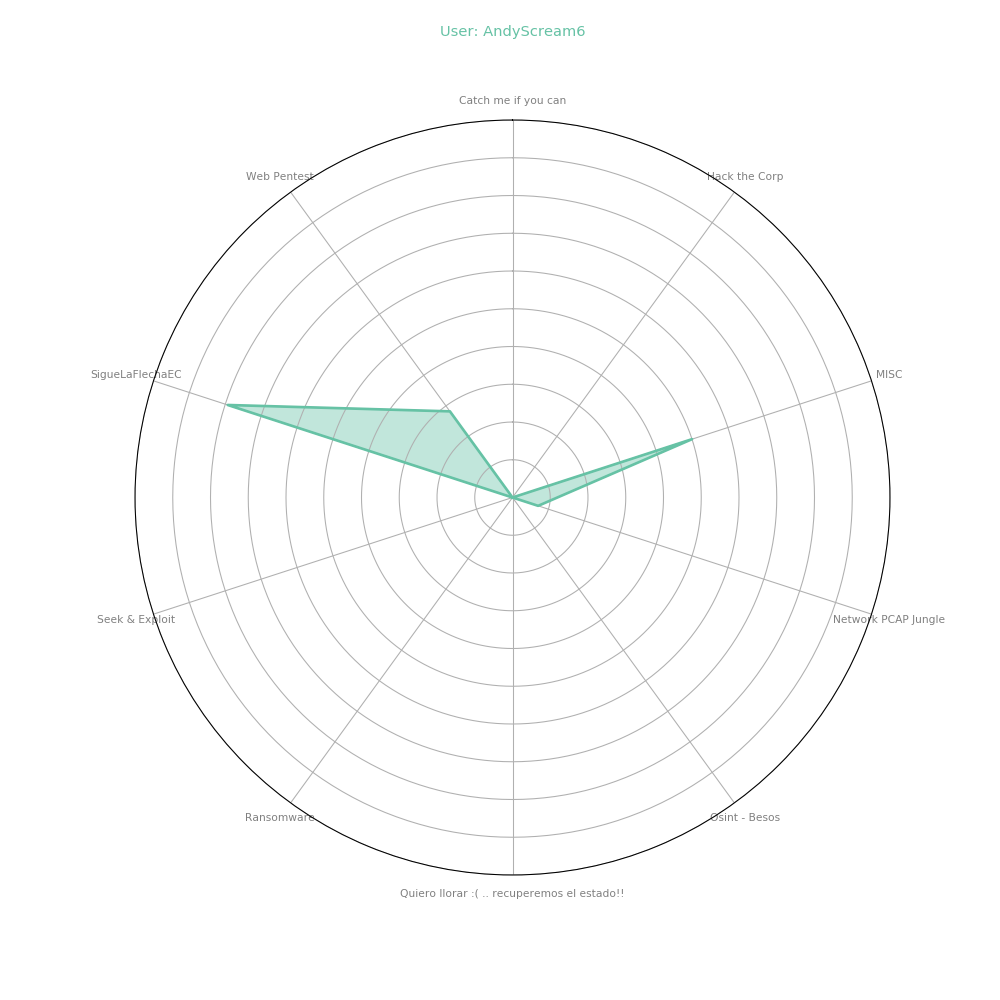 User: AndyScream6
Catch me if you can
Web Pentest
Hack the Corp
SigueLaFlechaEC
MISC
Seek & Exploit
Network PCAP Jungle
Ransomware
Osint - Besos
Quiero llorar :( .. recuperemos el estado!!